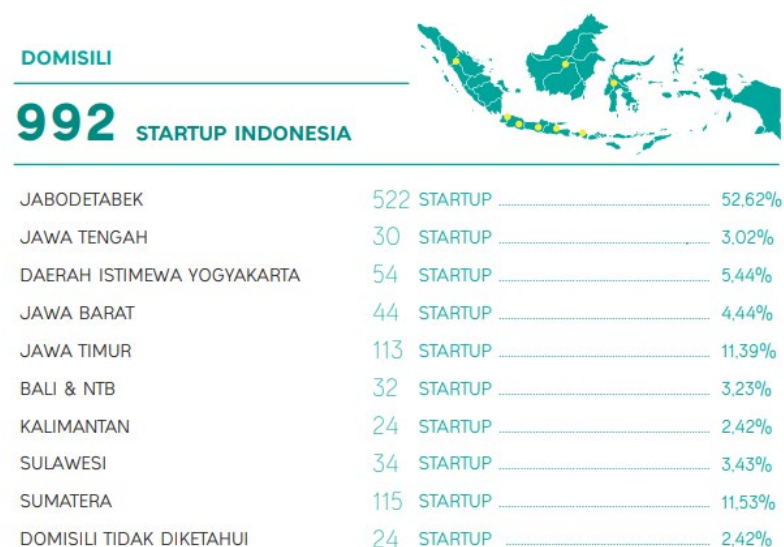 DOMISILI
992 STARTUP INDONESIA
JABODETABEK 522 STARTUP 52,62%
JAWA TENGAH 30 STARTUP 3,02%
DAERAH ISTIMEWA YOGYAKARTA 54 STARTUP 5,44%
JAWA BARAT 44 STARTUP 4,44%
JAWA TIMUR 113 STARTUP 11,39%
BALI & NTB 32 STARTUP 3,23%
KALIMANTAN 24 STARTUP 2,42%
SULAWESI 34 STARTUP 3,43%
SUMATERA 115 STARTUP 11,53%
DOMISILI TIDAK DIKETAHUI 24 STARTUP 2,42%